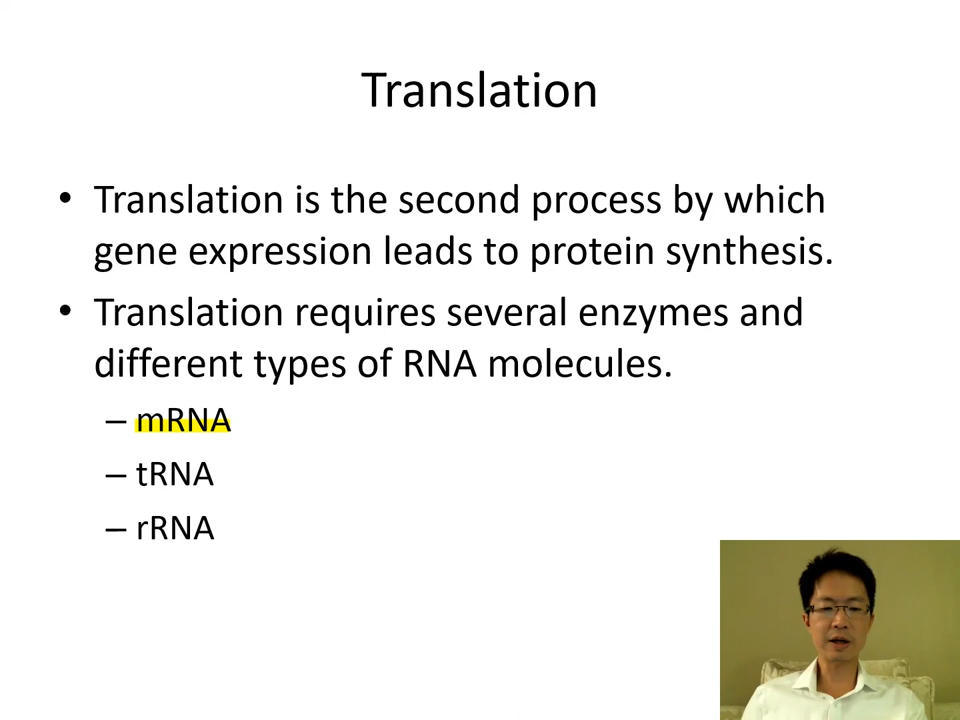 Translation
• Translation is the second process by which
gene expression leads to protein synthesis.
• Translation requires several enzymes and
different types of RNA molecules.
– mRNA
– tRNA
– rRNA